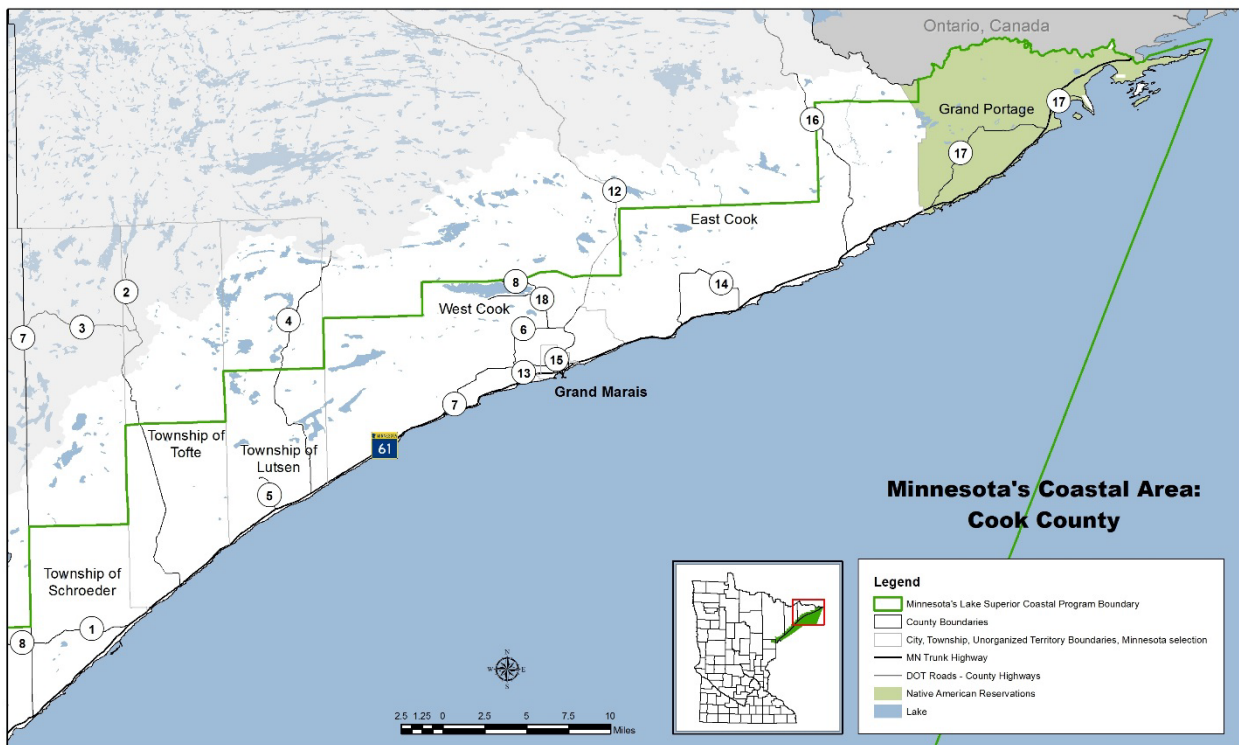 Ontario, Canada
17
Grand Portage
16
17
12
East Cook
2
8
14
18
4
West Cook
3
7
6
15
13
Grand Marais
7
Township of
Tofte
61
Township of
Lutsen
5
Minnesota's Coastal Area:
Cook County
Township of
Schroeder
1
8
Legend
Minnesota's Lake Superior Coastal Program Boundary
County Boundaries
City, Township, Unorganized Territory Boundaries, Minnesota selection
MN Trunk Highway
DOT Roads - County Highways
Native American Reservations
Lake
N
W E
S
2.5 1.25 0 2.5 5 7.5 10
Miles